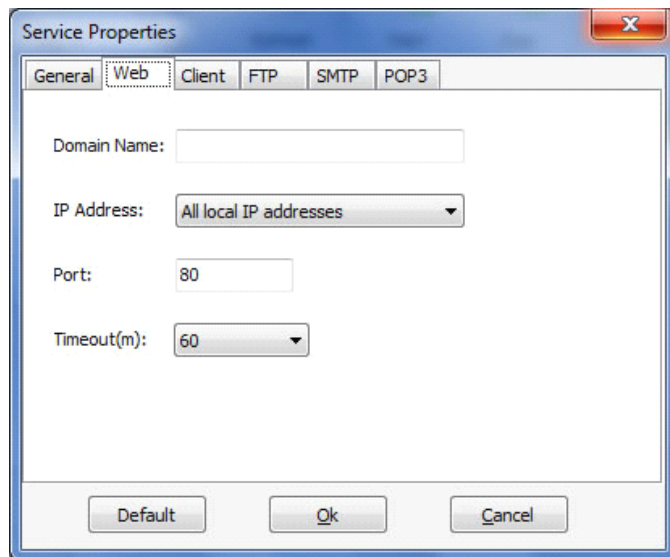 Service Properties
General Web Client FTP SMTP POP3
Domain Name:
IP Address: All local IP addresses
Port: 80
Timeout(m): 60
Default Ok Cancel